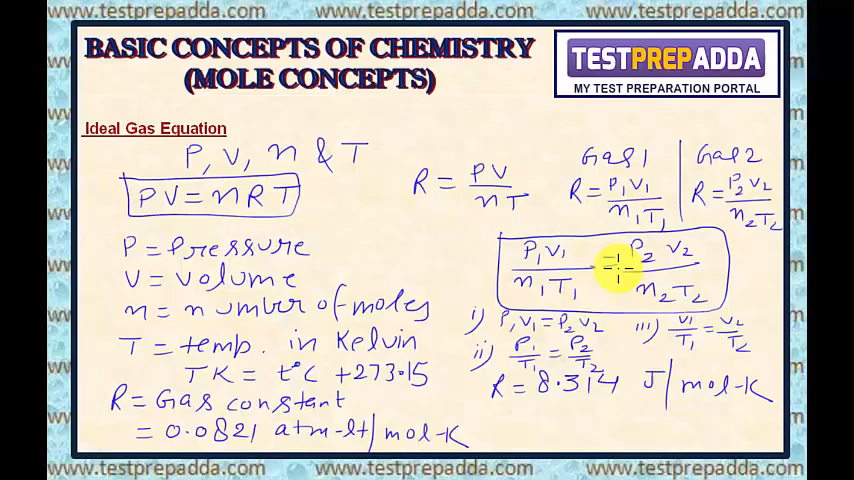 www.testprepadda.com www.testprepadda.com www.testprepadda.com
BASIC CONCEPTS OF CHEMISTRY
(MOLE CONCEPTS)
TESTPREPADDA
MY TEST PREPARATION PORTAL
Ideal Gas Equation
P, V, n & T
PV = nRT
P = Pressure
V = Volume
n = number of moles
T = temp. in Kelvin
TK = t°C + 273.15
R = Gas constant
= 0.0821 atm-lt/mol-K
R = PV/nT
Gas 1
R = P₁V₁/n₁T₁
Gas 2
R = P₂V₂/n₂T₂
P₁V₁/n₁T₁ = P₂V₂/n₂T₂
i) P₁V₁ = P₂V₂
ii) P₁/T₁ = P₂/T₂
iii) V₁/T₁ = V₂/T₂
R = 8.314 J/mol-K
www.testprepadda.com www.testprepadda.com www.testprepadda.com